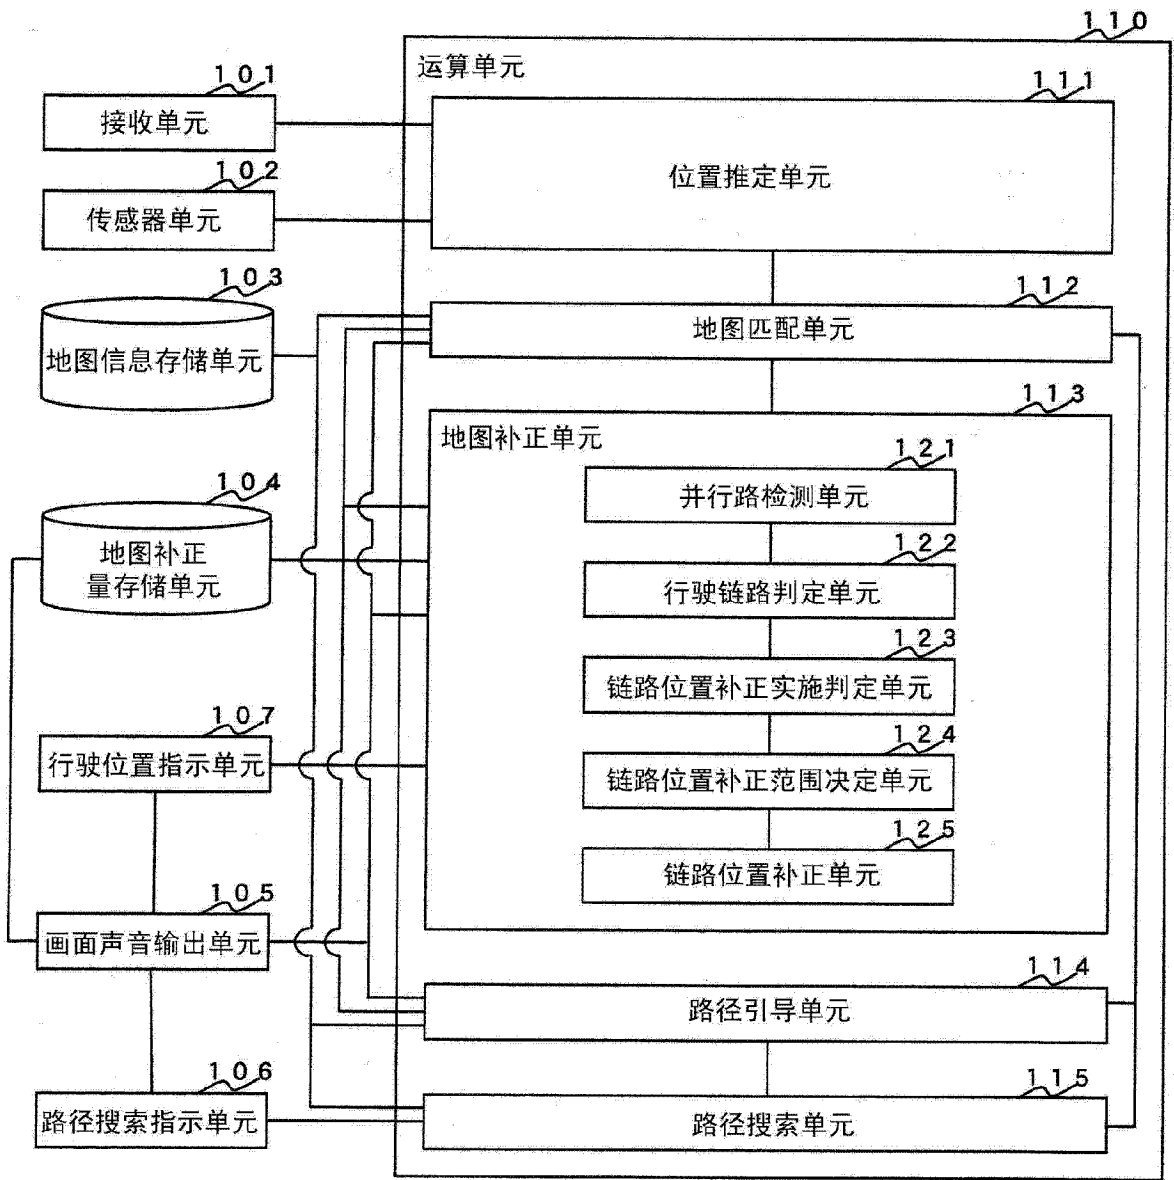 110
运算单元
101
接收单元
111
位置推定单元
102
传感器单元
103
地图信息存储单元
112
地图匹配单元
113
地图补正单元
104
地图补正
量存储单元
121
并行路检测单元
122
行驶链路判定单元
123
链路位置补正实施判定单元
124
链路位置补正范围决定单元
125
链路位置补正单元
107
行驶位置指示单元
105
画面声音输出单元
114
路径引导单元
106
路径搜索指示单元
115
路径搜索单元